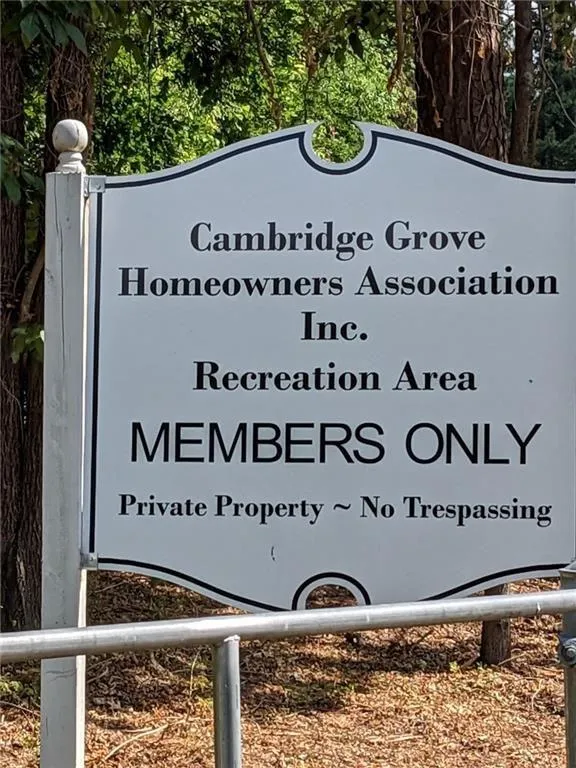 Cambridge Grove
Homeowners Association
Inc.
Recreation Area
MEMBERS ONLY
Private Property ~ No Trespassing